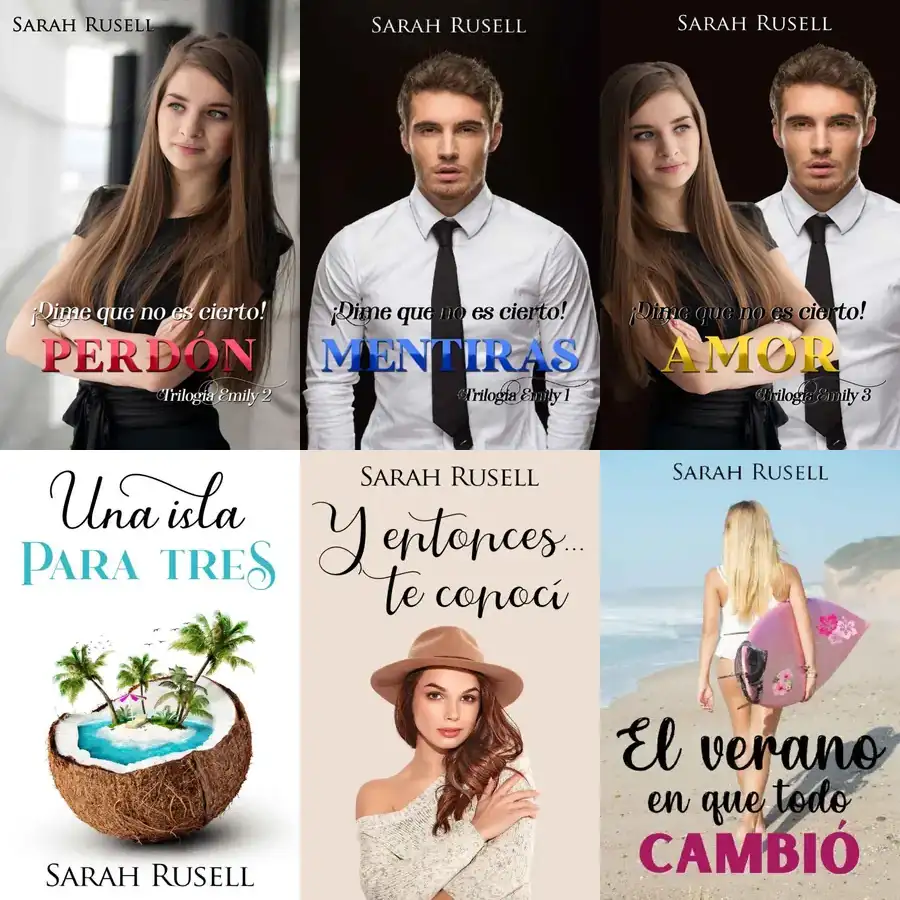 SARAH RUSELL
¡Dime que no es cierto!
PERDÓN
Trilogía Emily 2
SARAH RUSELL
¡Dime que no es cierto!
MENTIRAS
Trilogía Emily 1
SARAH RUSELL
¡Dime que no es cierto!
AMOR
Trilogía Emily 3
Una isla
PARA TRES
SARAH RUSELL
SARAH RUSELL
Y entonces...
te conocí
SARAH RUSELL
El verano
en que todo
CAMBIÓ